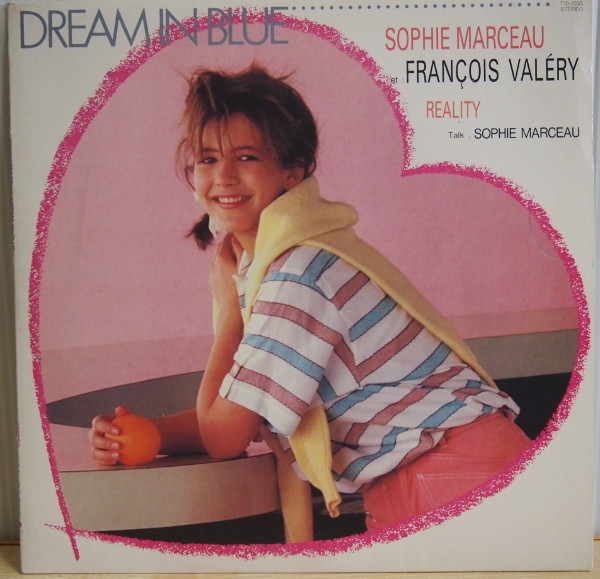 DREAM IN BLUE
STEREO
SOPHIE MARCEAU
et : FRANÇOIS VALÉRY
REALITY
Talk : SOPHIE MARCEAU